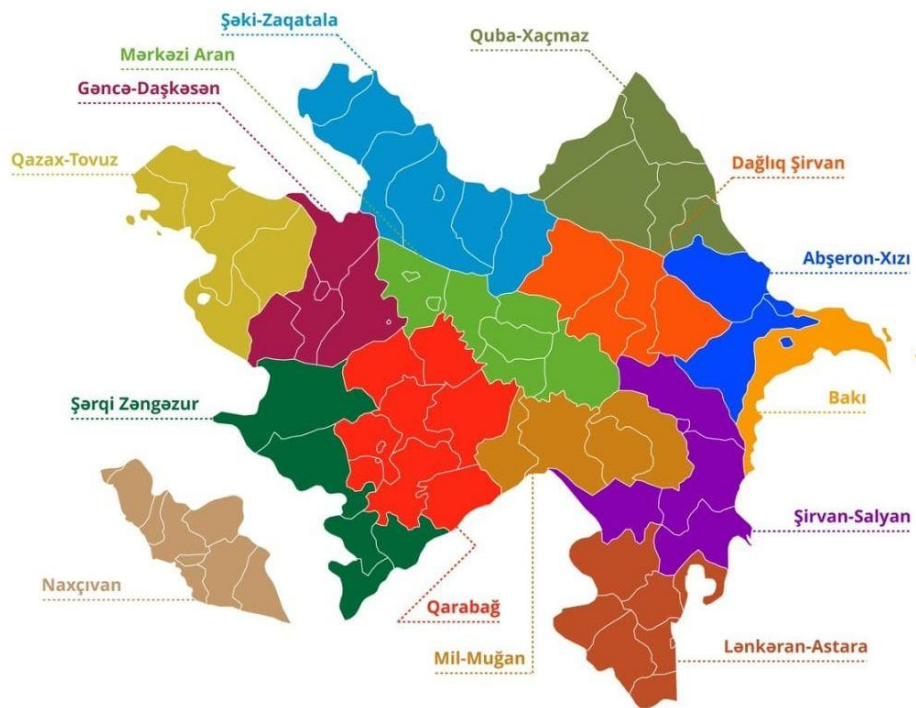 Şəki-Zaqatala
Quba-Xaçmaz
Mərkəzi Aran
Gəncə-Daşkəsən
Qazax-Tovuz
Dağlıq Şirvan
Abşeron-Xızı
Şərqi Zəngəzur
Bakı
Şirvan-Salyan
Naxçıvan
Qarabağ
Mil-Muğan
Lənkəran-Astara